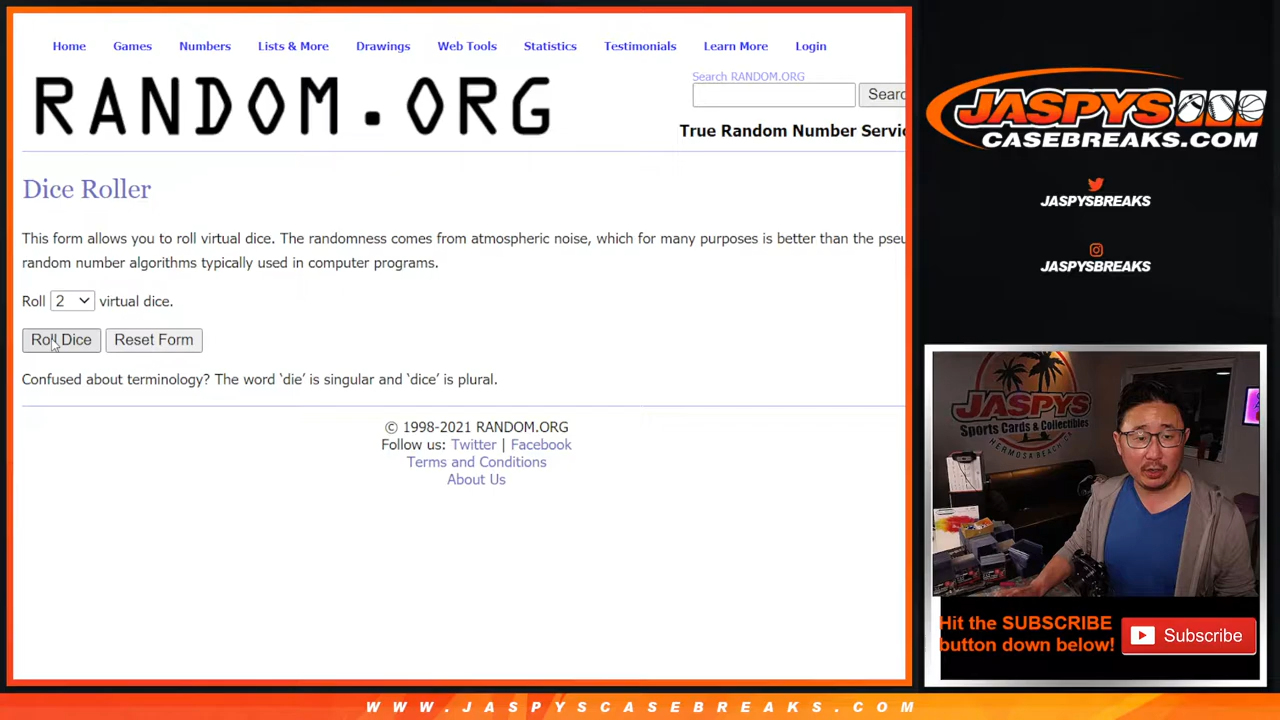 Home Games Numbers Lists & More Drawings Web Tools Statistics Testimonials Learn More Login
RANDOM.ORG
Search RANDOM.ORG
Searc
True Random Number Servic
Dice Roller
This form allows you to roll virtual dice. The randomness comes from atmospheric noise, which for many purposes is better than the pseu
random number algorithms typically used in computer programs.
Roll 2 virtual dice.
Roll Dice Reset Form
Confused about terminology? The word ‘die’ is singular and ‘dice’ is plural.
© 1998-2021 RANDOM.ORG
Follow us: Twitter | Facebook
Terms and Conditions
About Us
JASPYS
CASEBREAKS.COM
JASPYSBREAKS
JASPYSBREAKS
JASPYS
Sports Cards & Collectibles
HERMOSA BEACH CA
Hit the SUBSCRIBE
button down below!
Subscribe
WWW.JASPYSCASEBREAKS.COM